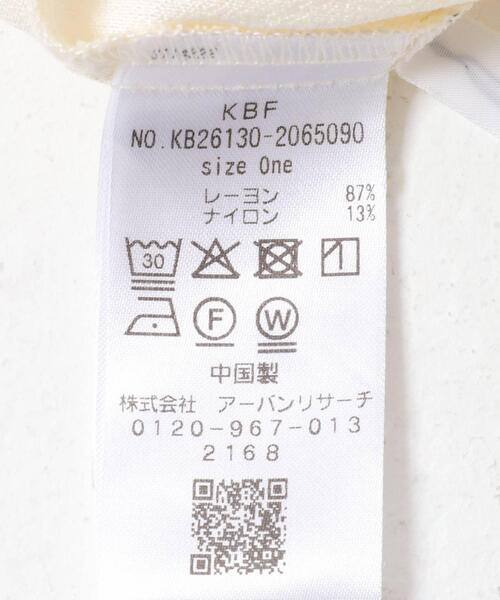 KBF
NO.KB26130-2065090
size One
レーヨン 87%
ナイロン 13%
30
F W
中国製
株式会社 アーバンリサーチ
0120-967-013
2168